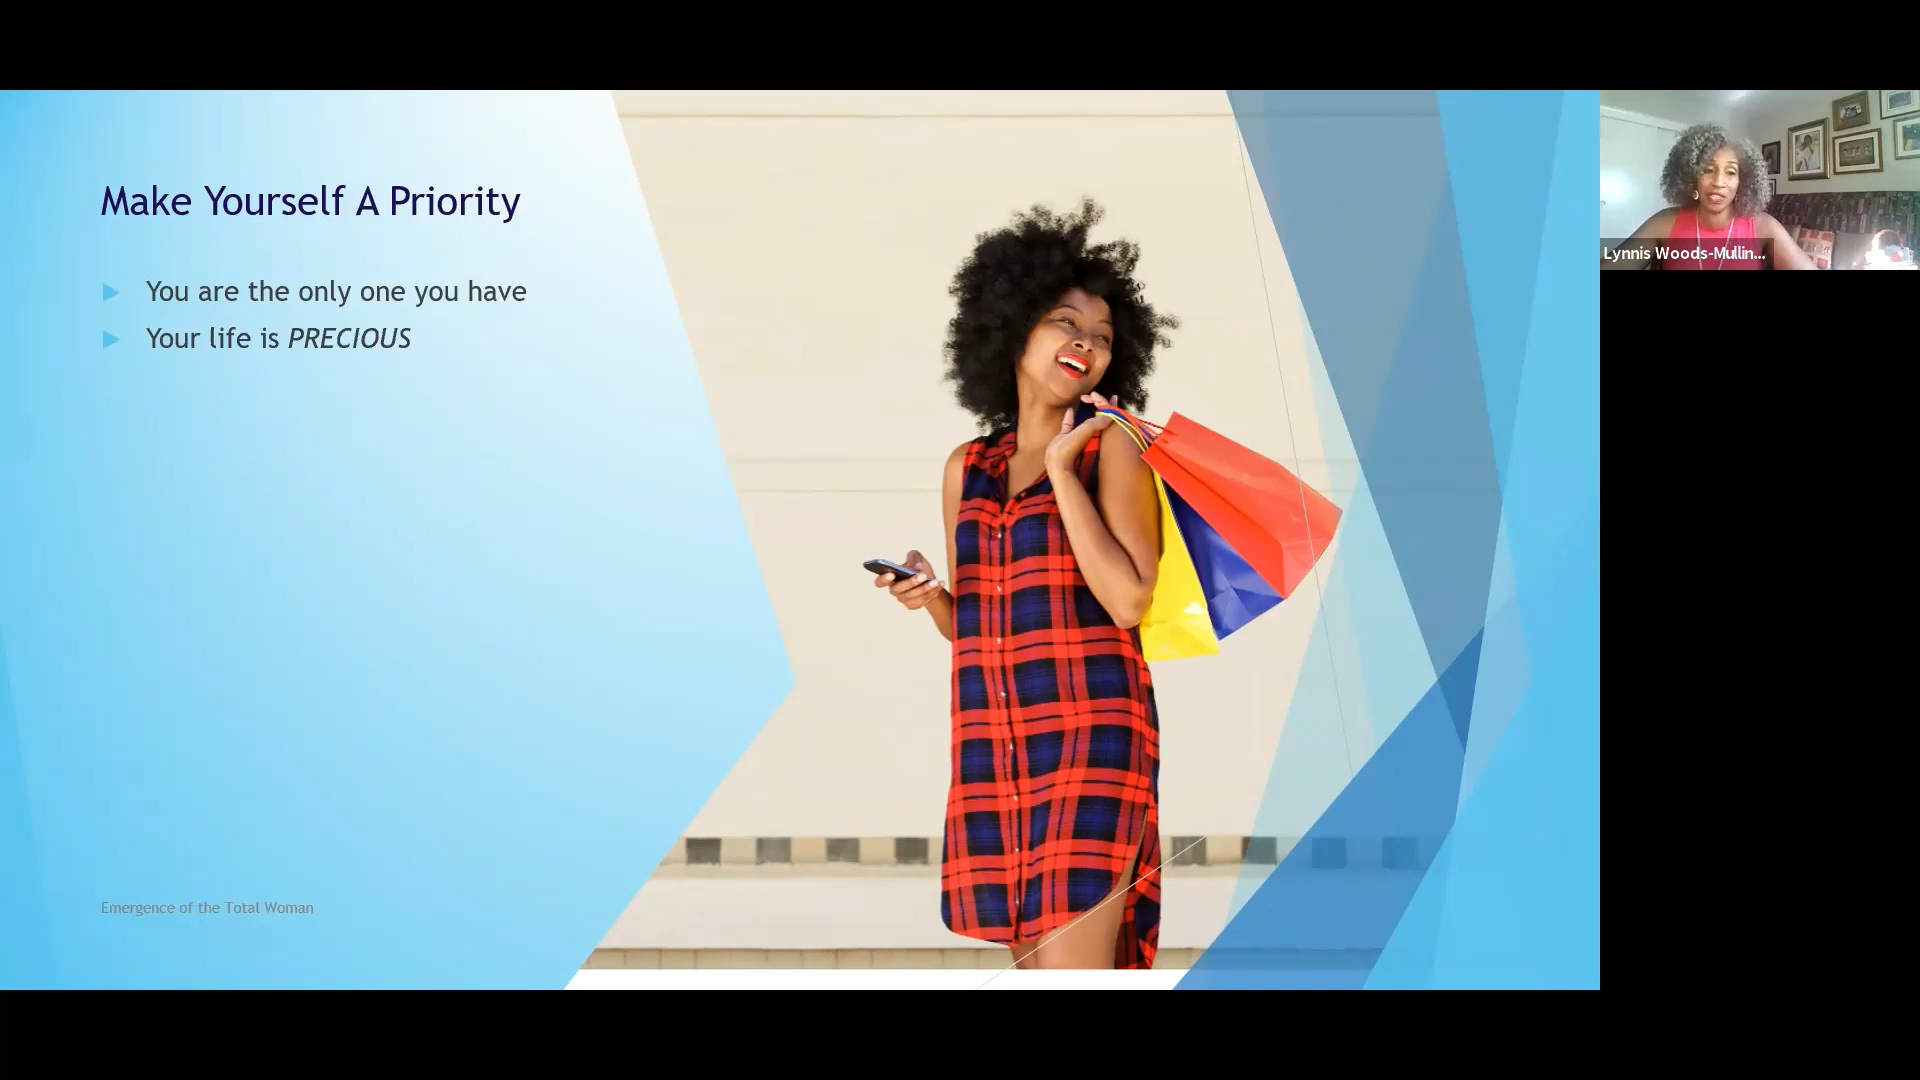 Make Yourself A Priority
You are the only one you have
Your life is PRECIOUS
Emergence of the Total Woman
Lynnis Woods-Mullin...